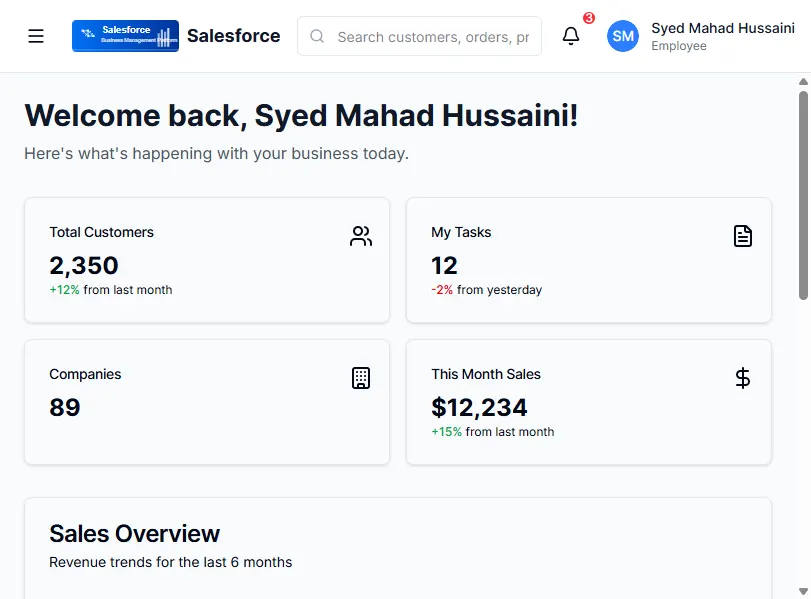 Salesforce
Business Management Platform
Salesforce
Search customers, orders, pr
3
SM
Syed Mahad Hussaini
Employee
Welcome back, Syed Mahad Hussaini!
Here's what's happening with your business today.
Total Customers
2,350
+12% from last month
My Tasks
12
-2% from yesterday
Companies
89
This Month Sales
$12,234
+15% from last month
Sales Overview
Revenue trends for the last 6 months